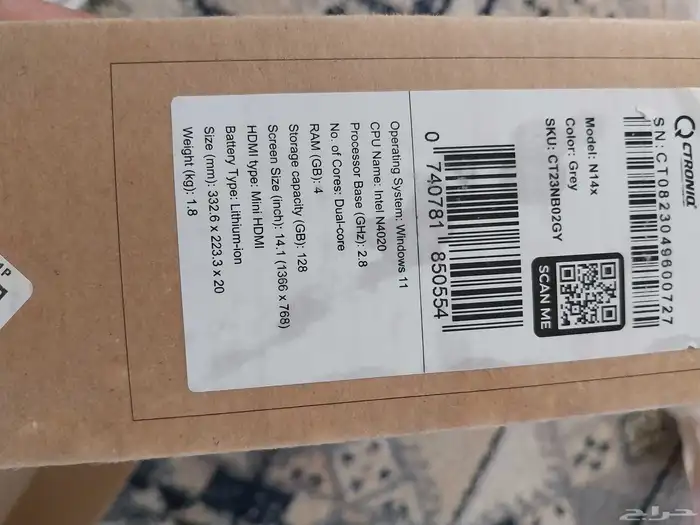 CTRONIQ
SN:CT0823049600727
Model: N14x
Color: Grey
SKU: CT23NB02GY
SCAN ME
0 740781 850554
Operating System: Windows 11
CPU Name: Intel N4020
Processor Base (GHz): 2.8
No. of Cores: Dual-core
RAM (GB): 4
Storage capacity (GB): 128
Screen Size (inch): 14.1 (1366 x 768)
HDMI type: Mini HDMI
Battery Type: Lithium-ion
Size (mm): 332.6 x 223.3 x 20
Weight (kg): 1.8
حراج